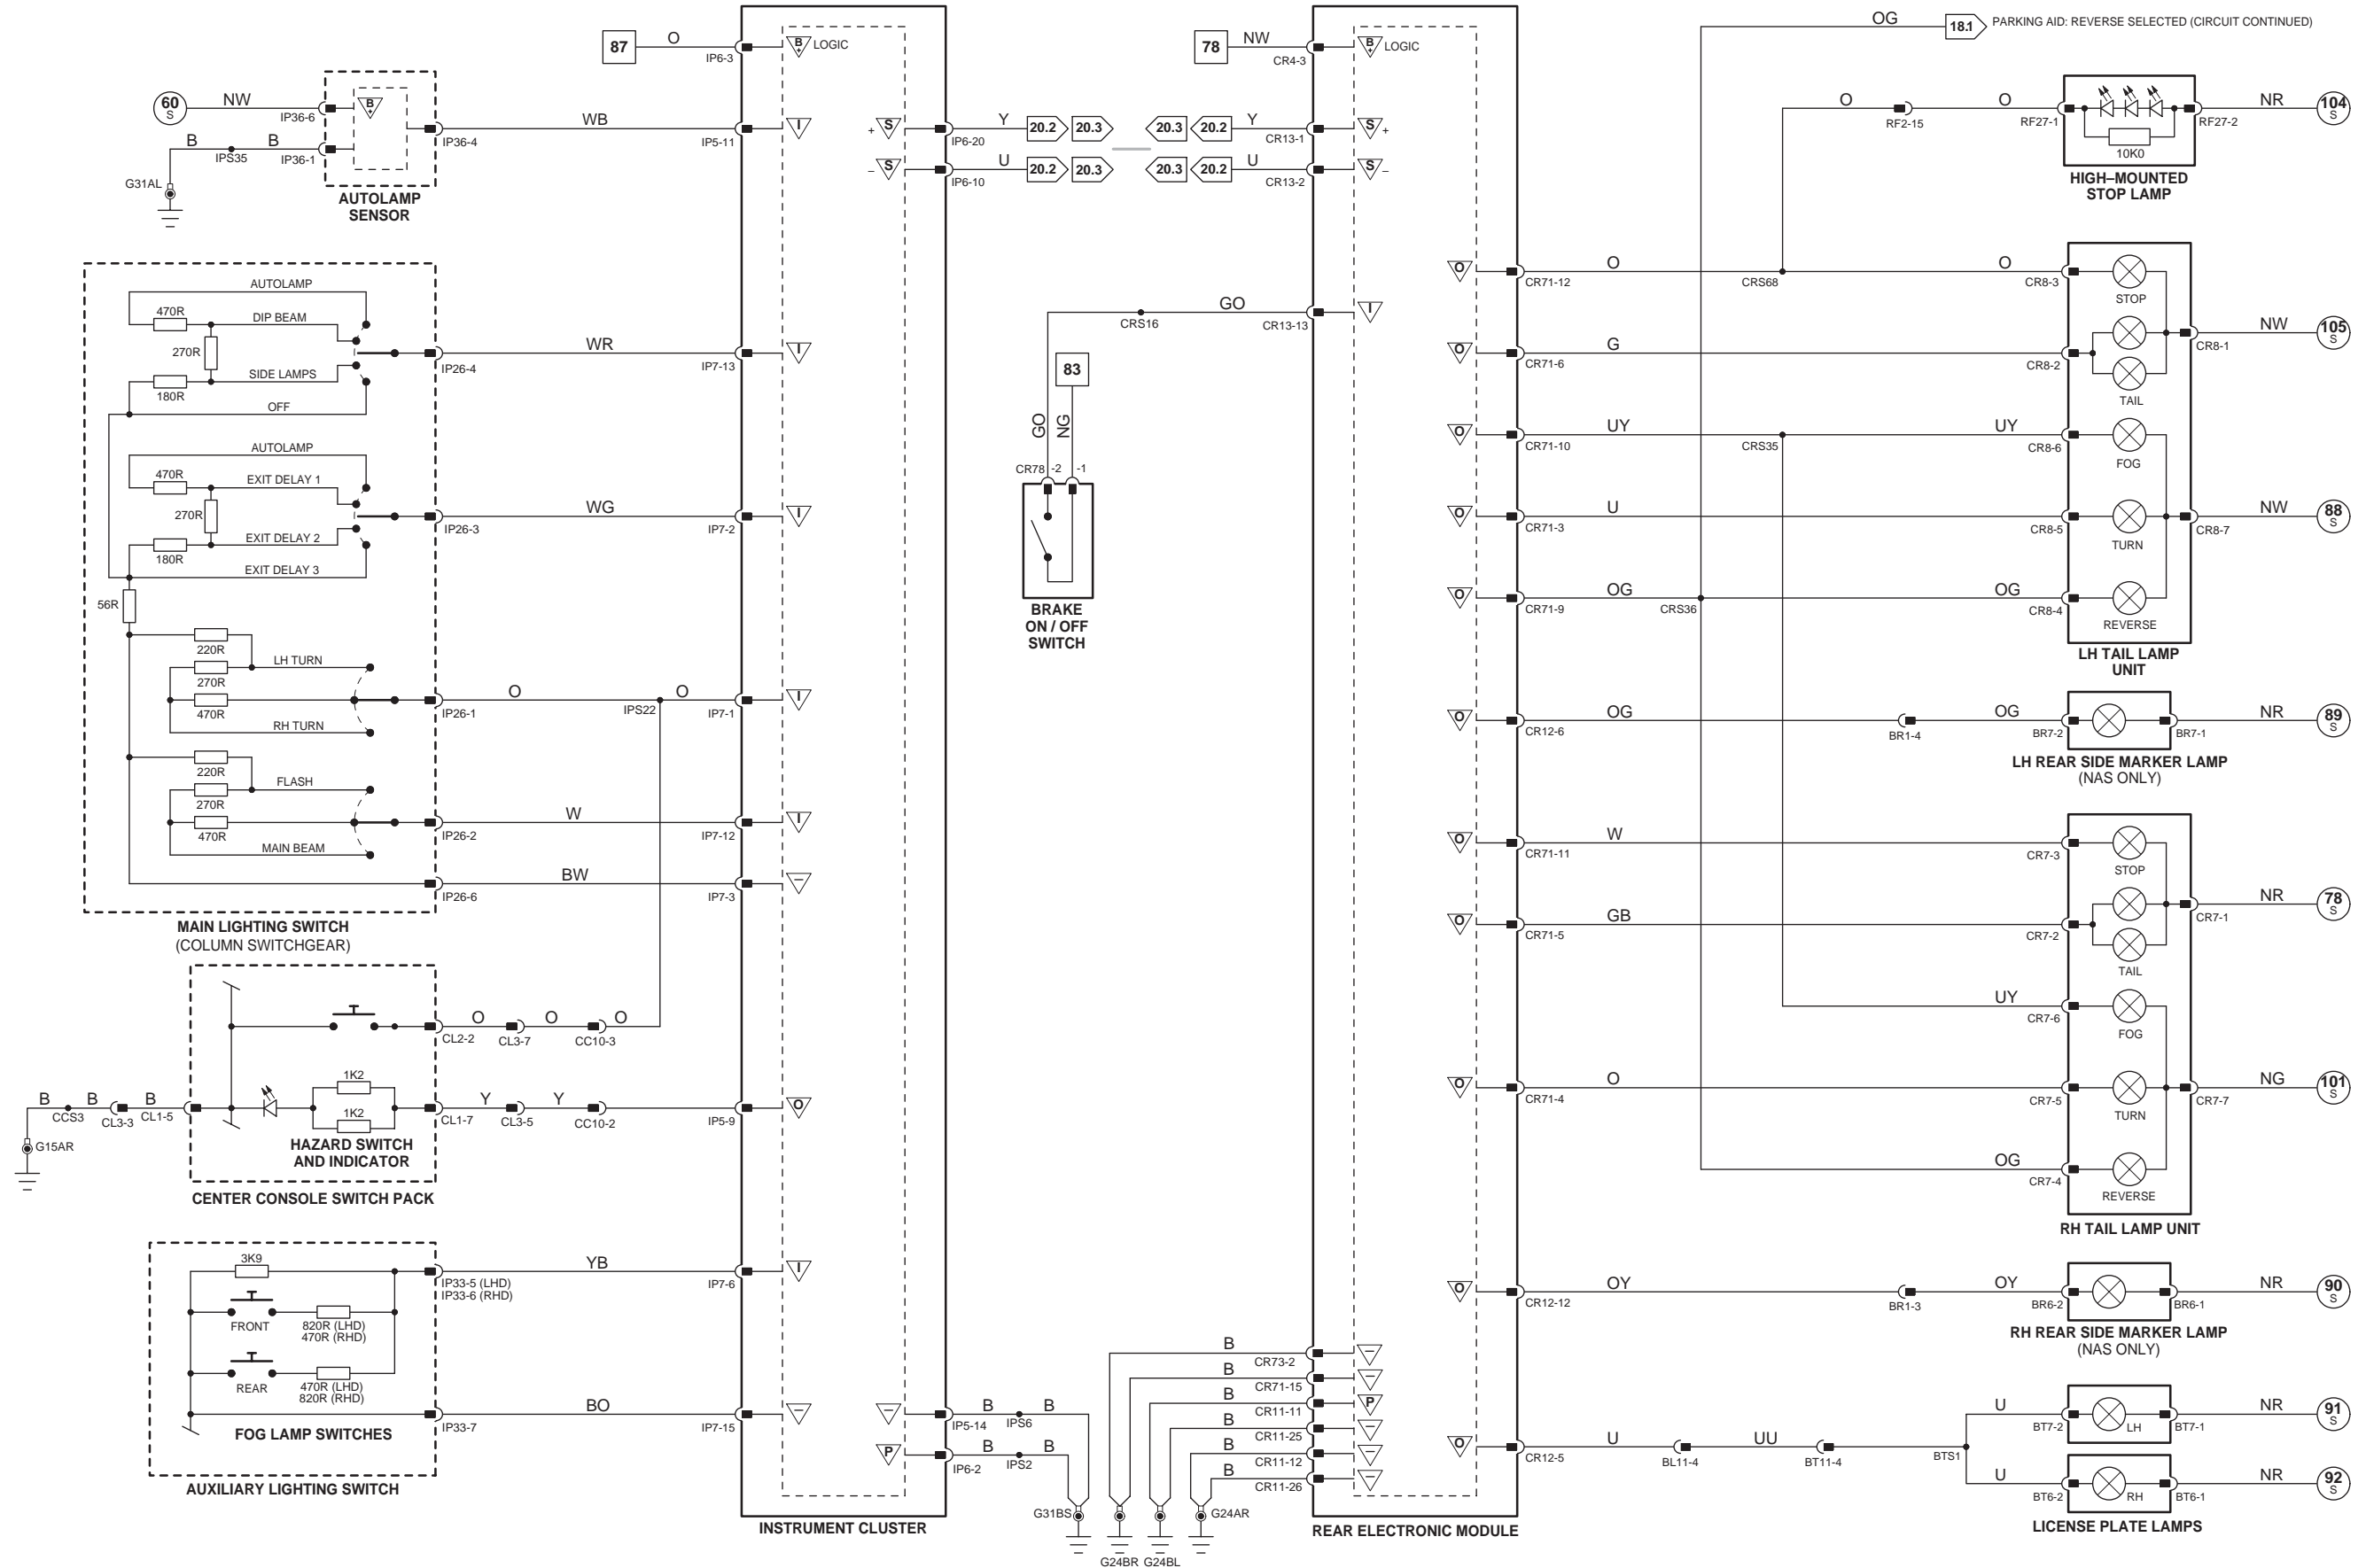 OG
18.1
PARKING AID: REVERSE SELECTED (CIRCUIT CONTINUED)
87
O
IP6-3
B
+
LOGIC
78
NW
CR4-3
B
+
LOGIC
60
S
NW
IP36-6
B
+
B
IPS35
B
IP36-1
G31AL
AUTOLAMP
SENSOR
IP36-4
WB
IP5-11
I
+
S
IP6-20
Y
20.2
20.3
20.3
20.2
Y
CR13-1
S
+
–
S
IP6-10
U
20.2
20.3
20.3
20.2
U
CR13-2
S
–
O
RF2-15
O
RF27-1
10K0
RF27-2
NR
104
S
HIGH–MOUNTED
STOP LAMP
AUTOLAMP
470R
DIP BEAM
270R
SIDE LAMPS
180R
OFF
IP26-4
WR
IP7-13
I
AUTOLAMP
470R
EXIT DELAY 1
270R
EXIT DELAY 2
180R
EXIT DELAY 3
IP26-3
WG
IP7-2
I
56R
220R
LH TURN
270R
470R
RH TURN
IP26-1
O
IPS22
O
IP7-1
I
220R
FLASH
270R
470R
MAIN BEAM
IP26-2
W
IP7-12
I
IP26-6
BW
IP7-3
–
MAIN LIGHTING SWITCH
(COLUMN SWITCHGEAR)
CRS16
GO
CR13-13
I
83
GO
NG
CR78
-2
-1
BRAKE
ON / OFF
SWITCH
O
CR71-12
O
CRS68
O
CR8-3
STOP
O
CR71-6
G
CR8-2
TAIL
CR8-1
NW
105
S
O
CR71-10
UY
CRS35
UY
CR8-6
FOG
O
CR71-3
U
CR8-5
TURN
CR8-7
NW
88
S
O
CR71-9
OG
CRS36
OG
CR8-4
REVERSE
LH TAIL LAMP
UNIT
O
CR12-6
OG
BR1-4
OG
BR7-2
BR7-1
NR
89
S
LH REAR SIDE MARKER LAMP
(NAS ONLY)
O
CR71-11
W
CR7-3
STOP
O
CR71-5
GB
CR7-2
TAIL
CR7-1
NR
78
S
UY
CR7-6
FOG
O
CR71-4
O
CR7-5
TURN
CR7-7
NG
101
S
OG
CR7-4
REVERSE
RH TAIL LAMP UNIT
CL2-2
O
CL3-7
O
CC10-3
O
B
CCS3
B
CL3-3
B
CL1-5
G15AR
1K2
1K2
CL1-7
Y
CL3-5
Y
CC10-2
IP5-9
O
HAZARD SWITCH
AND INDICATOR
CENTER CONSOLE SWITCH PACK
3K9
FRONT
820R (LHD)
470R (RHD)
REAR
470R (LHD)
820R (RHD)
IP33-5 (LHD)
IP33-6 (RHD)
YB
IP7-6
I
IP33-7
BO
IP7-15
–
FOG LAMP SWITCHES
AUXILIARY LIGHTING SWITCH
–
IP5-14
B
IPS6
B
P
IP6-2
B
IPS2
B
G31BS
INSTRUMENT CLUSTER
B
CR73-2
–
B
CR71-15
–
B
CR11-11
P
B
CR11-25
–
B
CR11-12
–
B
CR11-26
–
G24BR
G24BL
G24AR
REAR ELECTRONIC MODULE
O
CR12-12
OY
BR1-3
OY
BR6-2
BR6-1
NR
90
S
RH REAR SIDE MARKER LAMP
(NAS ONLY)
O
CR12-5
U
BL11-4
UU
BT11-4
BTS1
U
BT7-2
LH
BT7-1
NR
91
S
U
BT6-2
RH
BT6-1
NR
92
S
LICENSE PLATE LAMPS